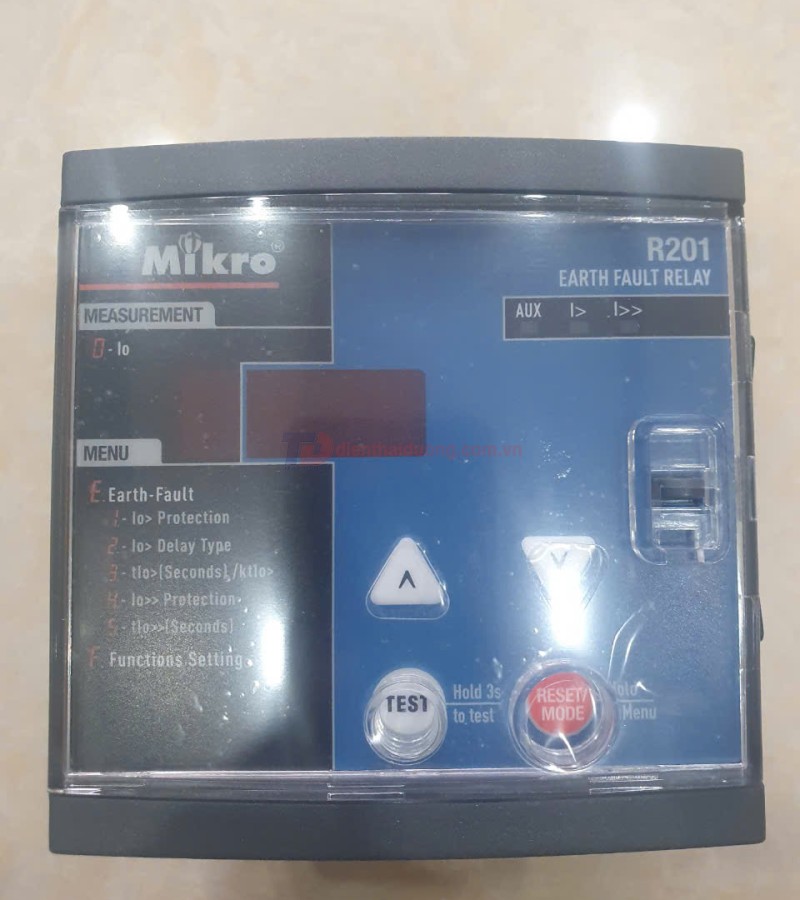 Mikro®
R201
EARTH FAULT RELAY
AUX I> I>>
MEASUREMENT
0 - Io
MENU
E. Earth-Fault
1 - Io> Protection
2 - Io> Delay Type
3 - tIo>(Seconds)/ktIo>
4 - Io>> Protection
5 - tIo>>(Seconds)
F. Functions Setting
TEST
Hold 3s
to test
RESET/
MODE
Menu